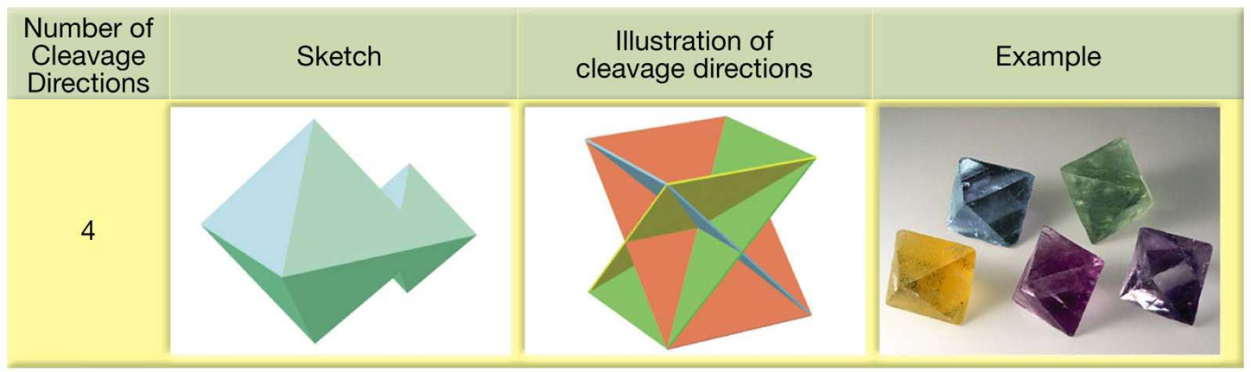 Number of
Cleavage
Directions
Sketch
Illustration of
cleavage directions
Example
4